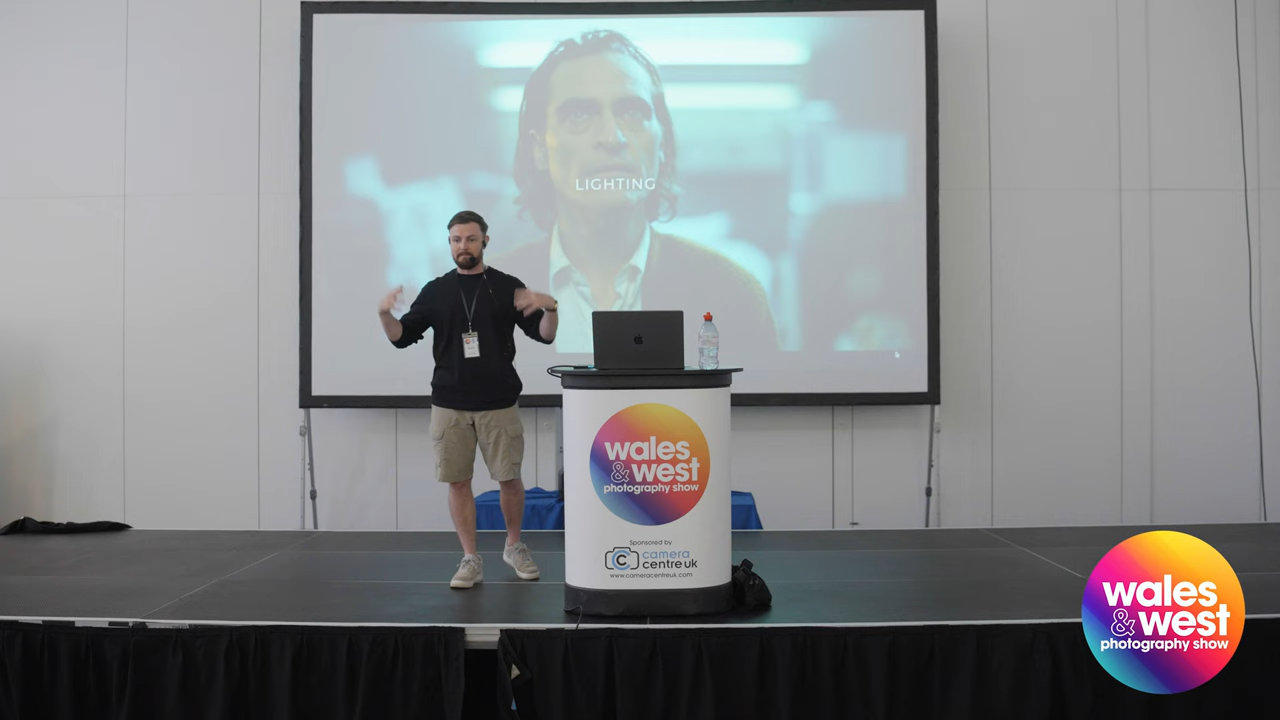 LIGHTING
wales
&west
photography show
Sponsored by
camera
centre uk
www.cameracentreuk.com
wales
&west
photography show